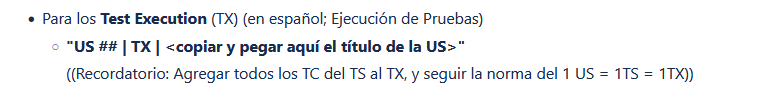 • Para los Test Execution (TX) (en español; Ejecución de Pruebas)
○ "US ## | TX | <copiar y pegar aquí el título de la US>"
((Recordatorio: Agregar todos los TC del TS al TX, y seguir la norma del 1 US = 1TS = 1TX))